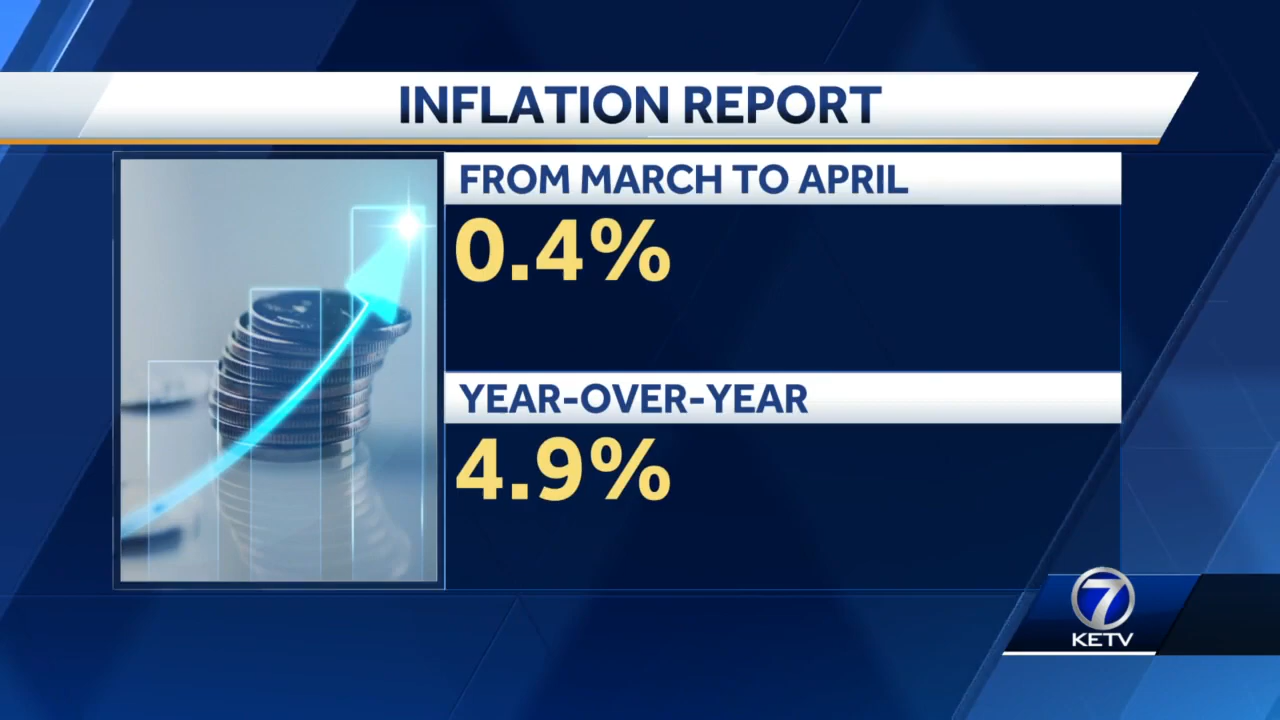 INFLATION REPORT
FROM MARCH TO APRIL
0.4%
YEAR-OVER-YEAR
4.9%
7
KETV